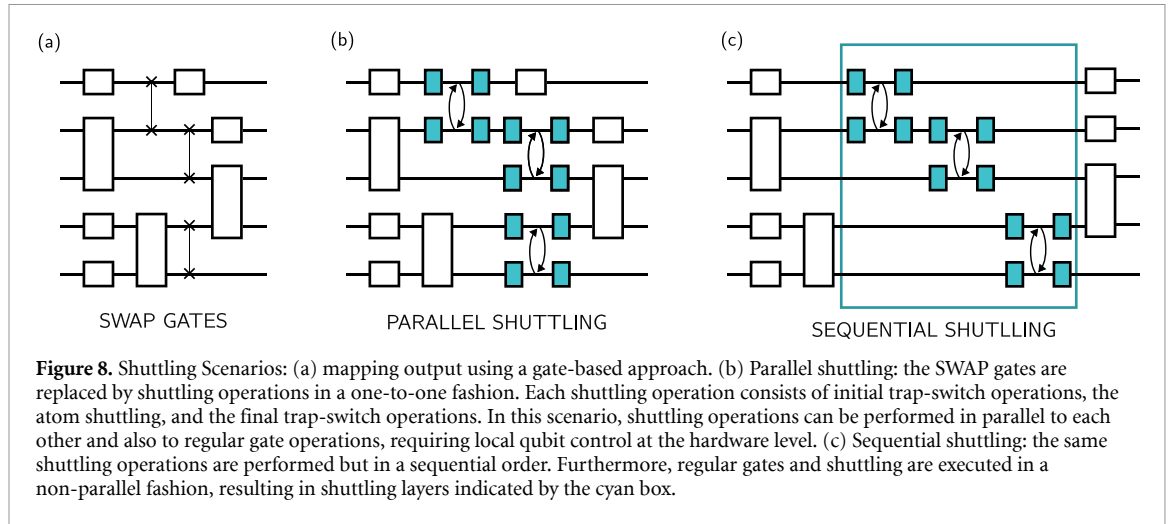 (a)
(b)
(c)
SWAP GATES
PARALLEL SHUTTLING
SEQUENTIAL SHUTLLING
Figure 8. Shuttling Scenarios: (a) mapping output using a gate-based approach. (b) Parallel shuttling: the SWAP gates are
replaced by shuttling operations in a one-to-one fashion. Each shuttling operation consists of initial trap-switch operations, the
atom shuttling, and the final trap-switch operations. In this scenario, shuttling operations can be performed in parallel to each
other and also to regular gate operations, requiring local qubit control at the hardware level. (c) Sequential shuttling: the same
shuttling operations are performed but in a sequential order. Furthermore, regular gates and shuttling are executed in a
non-parallel fashion, resulting in shuttling layers indicated by the cyan box.